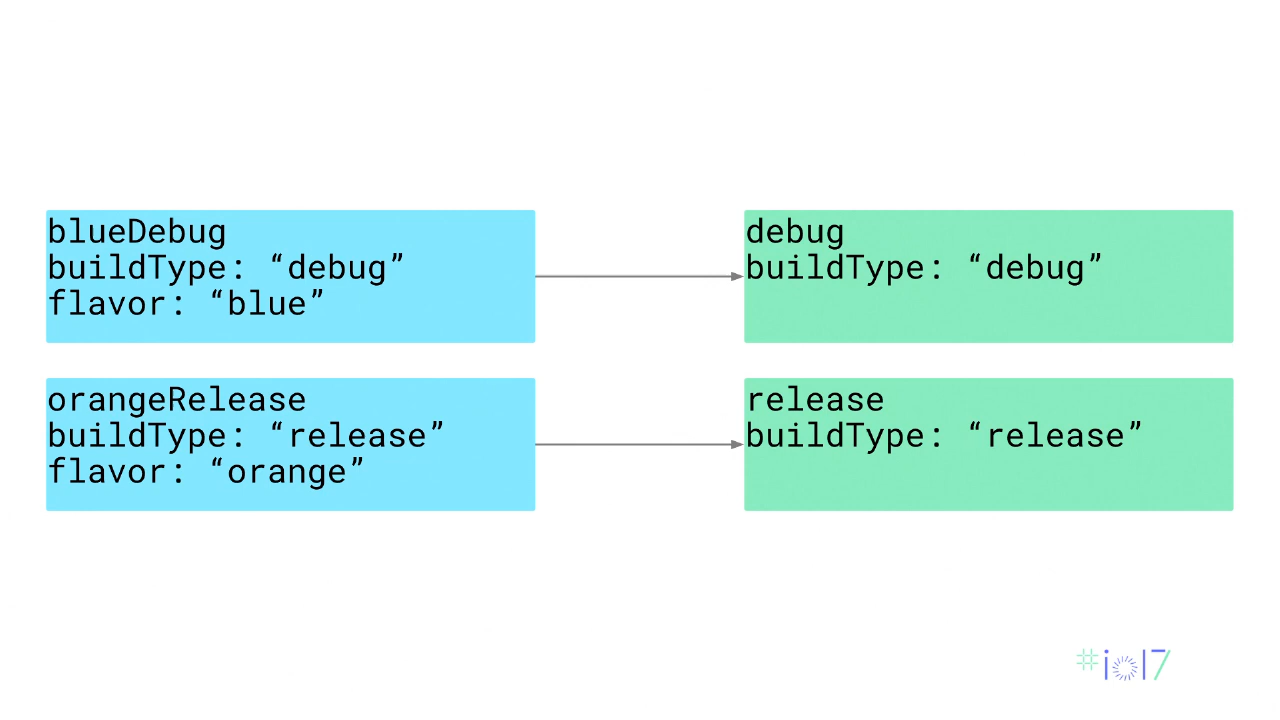 blueDebug
buildType: “debug”
flavor: “blue”
debug
buildType: “debug”
orangeRelease
buildType: “release”
flavor: “orange”
release
buildType: “release”
#io17